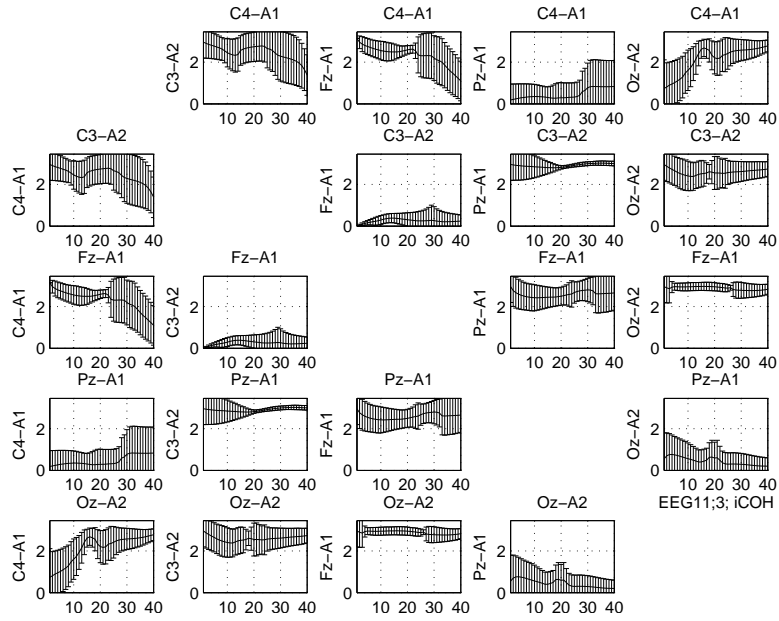 C4−A1 C4−A1 C4−A1 C4−A1
C3−A2 Fz−A1 Pz−A1 Oz−A2
2 2 2 2
0 0 0 0
10 20 30 40 10 20 30 40 10 20 30 40 10 20 30 40
C3−A2 C3−A2 C3−A2 C3−A2
C4−A1 Fz−A1 Pz−A1 Oz−A2
2 2 2 2
0 0 0 0
10 20 30 40 10 20 30 40 10 20 30 40 10 20 30 40
Fz−A1 Fz−A1 Fz−A1 Fz−A1
C4−A1 C3−A2 Pz−A1 Oz−A2
2 2 2 2
0 0 0 0
10 20 30 40 10 20 30 40 10 20 30 40 10 20 30 40
Pz−A1 Pz−A1 Pz−A1 Pz−A1
C4−A1 C3−A2 Fz−A1 Oz−A2
2 2 2 2
0 0 0 0
10 20 30 40 10 20 30 40 10 20 30 40 10 20 30 40
Oz−A2 Oz−A2 Oz−A2 Oz−A2 EEG11;3; iCOH
C4−A1 C3−A2 Fz−A1 Pz−A1
2 2 2 2
0 0 0 0
10 20 30 40 10 20 30 40 10 20 30 40 10 20 30 40